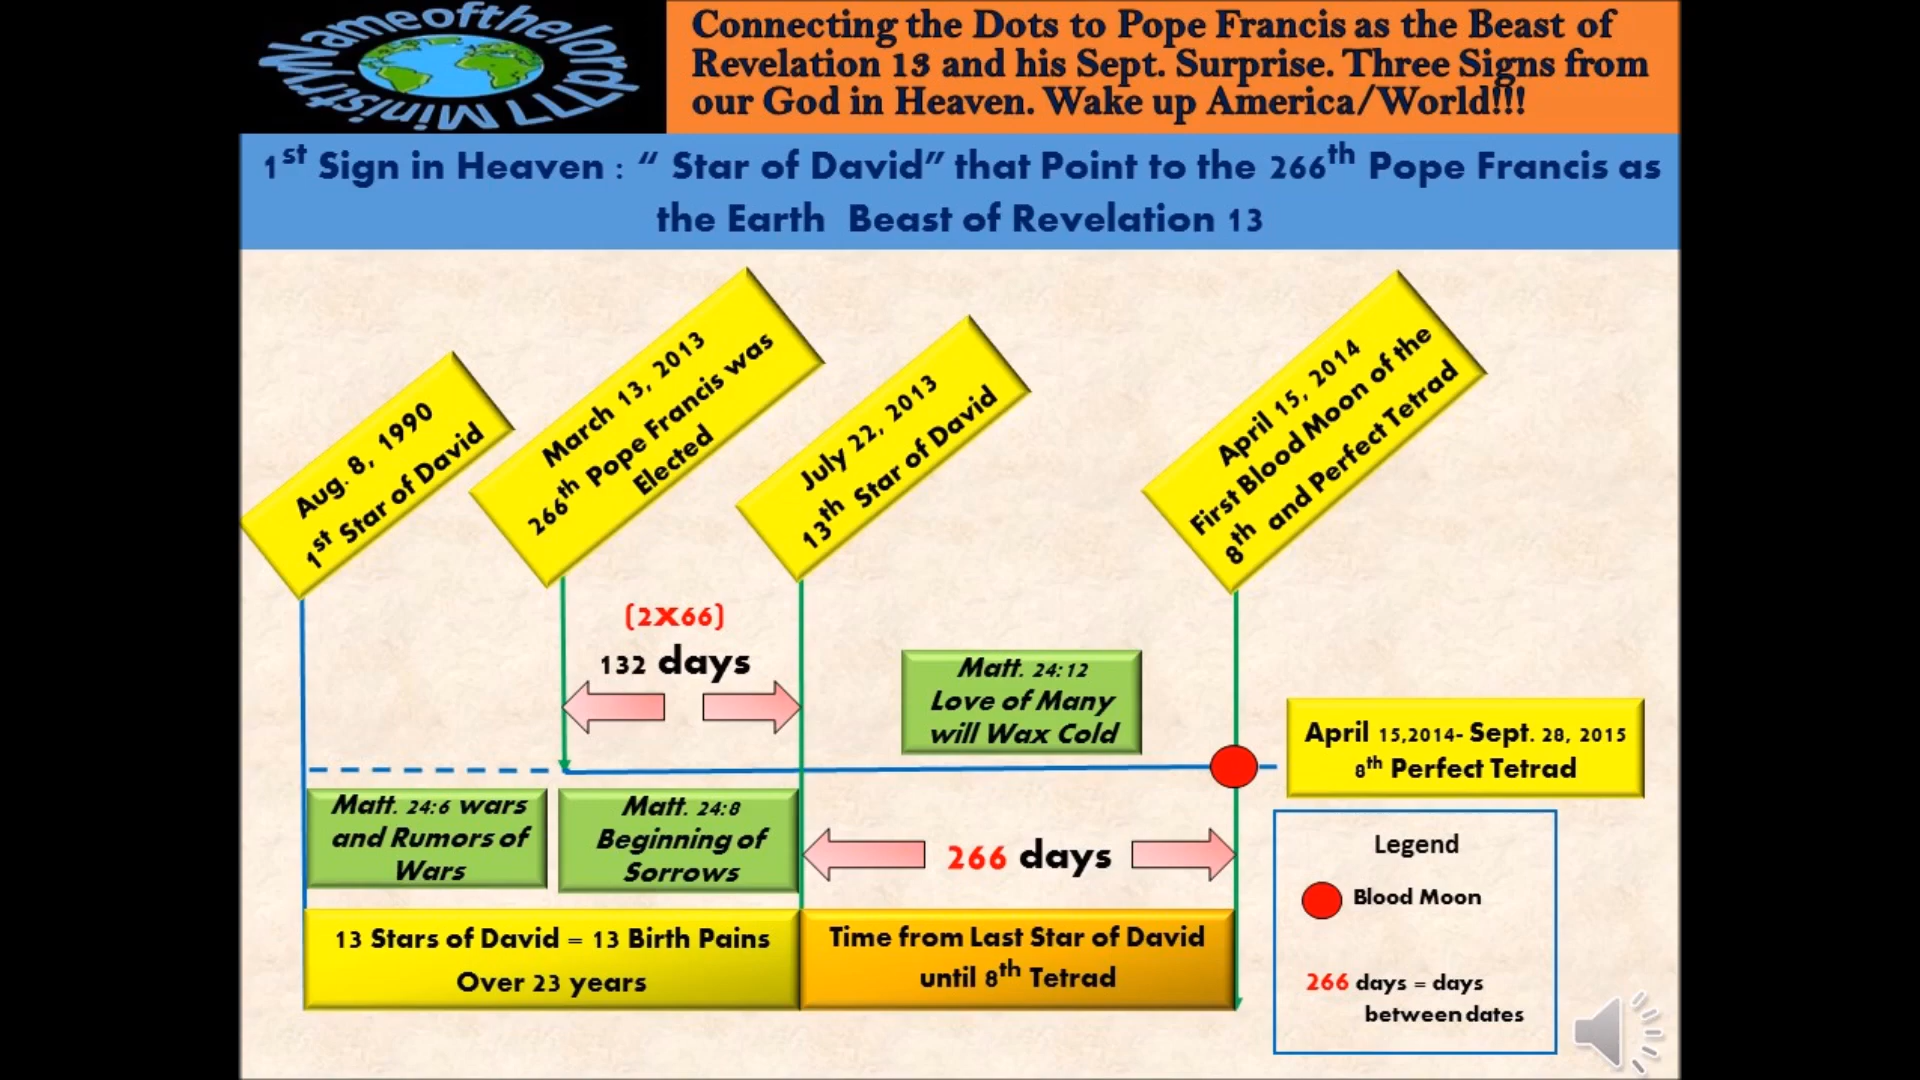 Nameofthelord777 Ministry
Connecting the Dots to Pope Francis as the Beast of
Revelation 13 and his Sept. Surprise. Three Signs from
our God in Heaven. Wake up America/World!!!
1st Sign in Heaven : “ Star of David” that Point to the 266th Pope Francis as
the Earth Beast of Revelation 13
Aug. 8, 1990
1st Star of David
March 13, 2013
266th Pope Francis was
Elected
July 22, 2013
13th Star of David
April 15, 2014
First Blood Moon of the
8th and Perfect Tetrad
(2X66)
132 days
Matt. 24:12
Love of Many
will Wax Cold
April 15,2014- Sept. 28, 2015
8th Perfect Tetrad
Matt. 24:6 wars
and Rumors of
Wars
Matt. 24:8
Beginning of
Sorrows
266 days
Legend
Blood Moon
266 days = days
between dates
13 Stars of David = 13 Birth Pains
Over 23 years
Time from Last Star of David
until 8th Tetrad